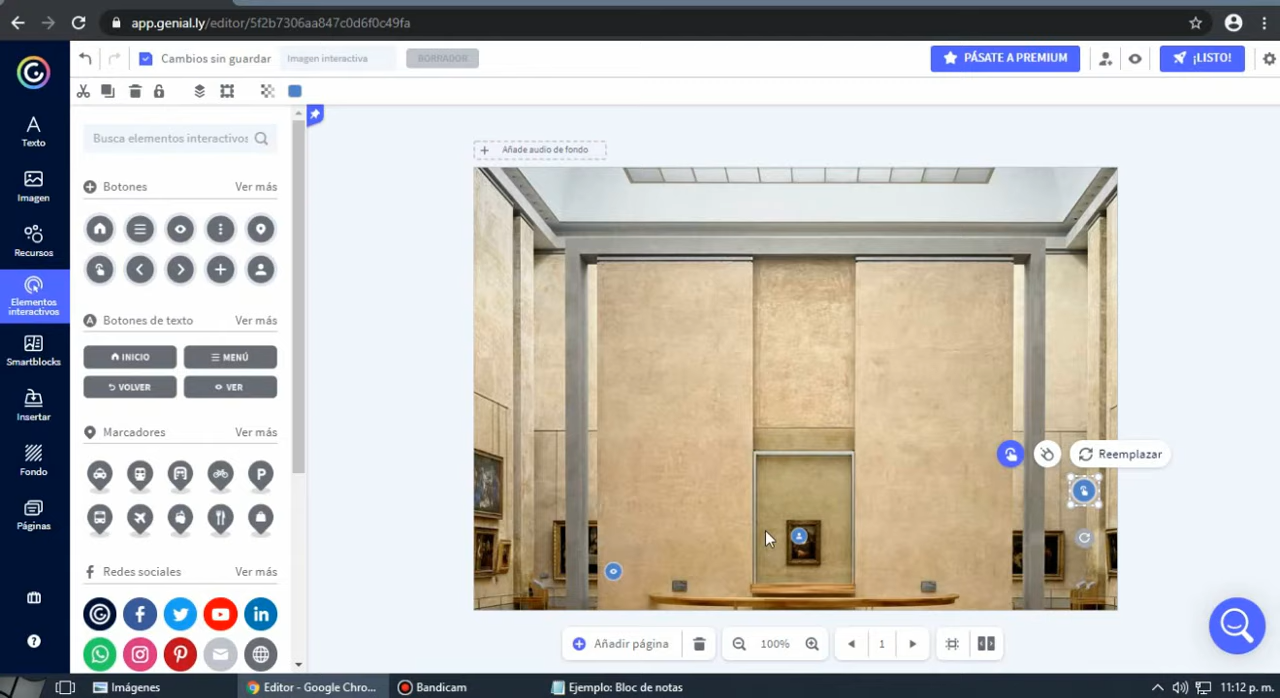 app.genial.ly/editor/5f2b7306aa847c0d6f0c49fa
Cambios sin guardar
Imagen interactiva
BORRADOR
PÁSATE A PREMIUM
¡LISTO!
Texto
Imagen
Recursos
Elementos
interactivos
Smartblocks
Insertar
Fondo
Páginas
Busca elementos interactivos
Botones
Ver más
Botones de texto
Ver más
INICIO
MENÚ
VOLVER
VER
Marcadores
Ver más
P
Redes sociales
Ver más
Añade audio de fondo
Reemplazar
Añadir página
100%
1
Imágenes
Editor - Google Chro...
Bandicam
Ejemplo: Bloc de notas
11:12 p. m.